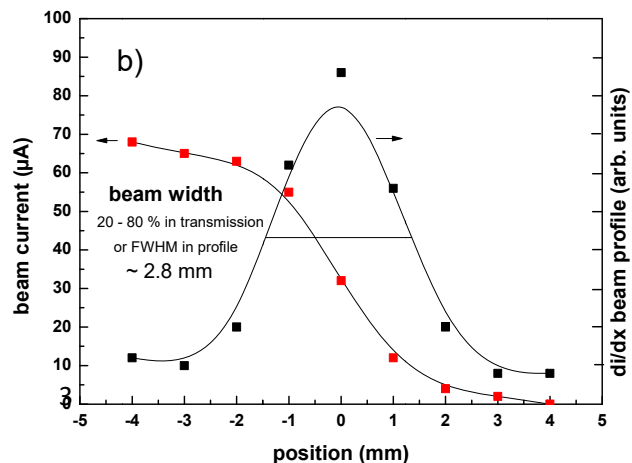 b)
100
90
80
70
60
50
40
30
20
10
0
beam current (µA)
beam width
20 - 80 % in transmission
or FWHM in profile
~ 2.8 mm
di/dx beam profile (arb. units)
-5 -4 -3 -2 -1 0 1 2 3 4 5
position (mm)